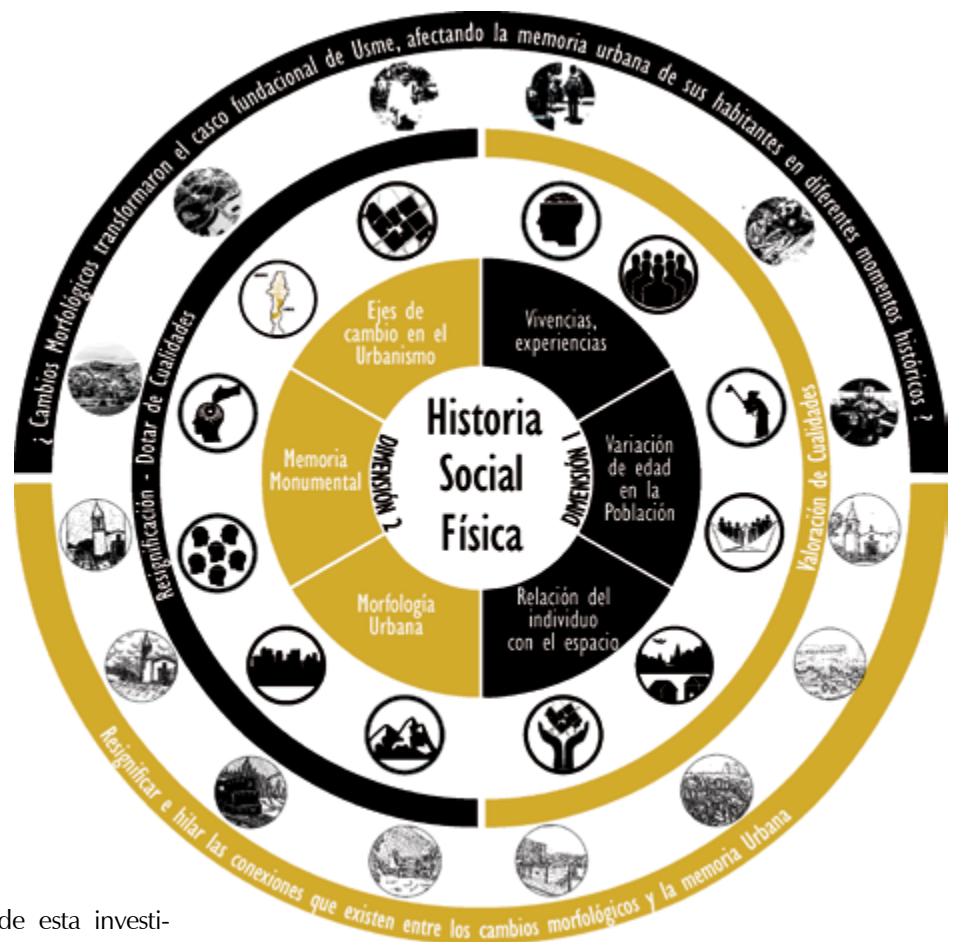 ¿ Cambios Morfológicos transformaron el casco fundacional de Usme, afectando la memoria urbana de sus habitantes en diferentes momentos históricos ?
Resignificación - Dotar de Cualidades
Valoración de Cualidades
Ejes de
cambio en el
Urbanismo
Vivencias,
experiencias
Memoria
Monumental
DIMENSIÓN 2
Historia
Social
Física
DIMENSIÓN 1
Variación
de edad
en la
Población
Morfología
Urbana
Relación del
individuo
con el espacio
Resignificar e hilar las conexiones que existen entre los cambios morfológicos y la memoria Urbana
de esta investi-